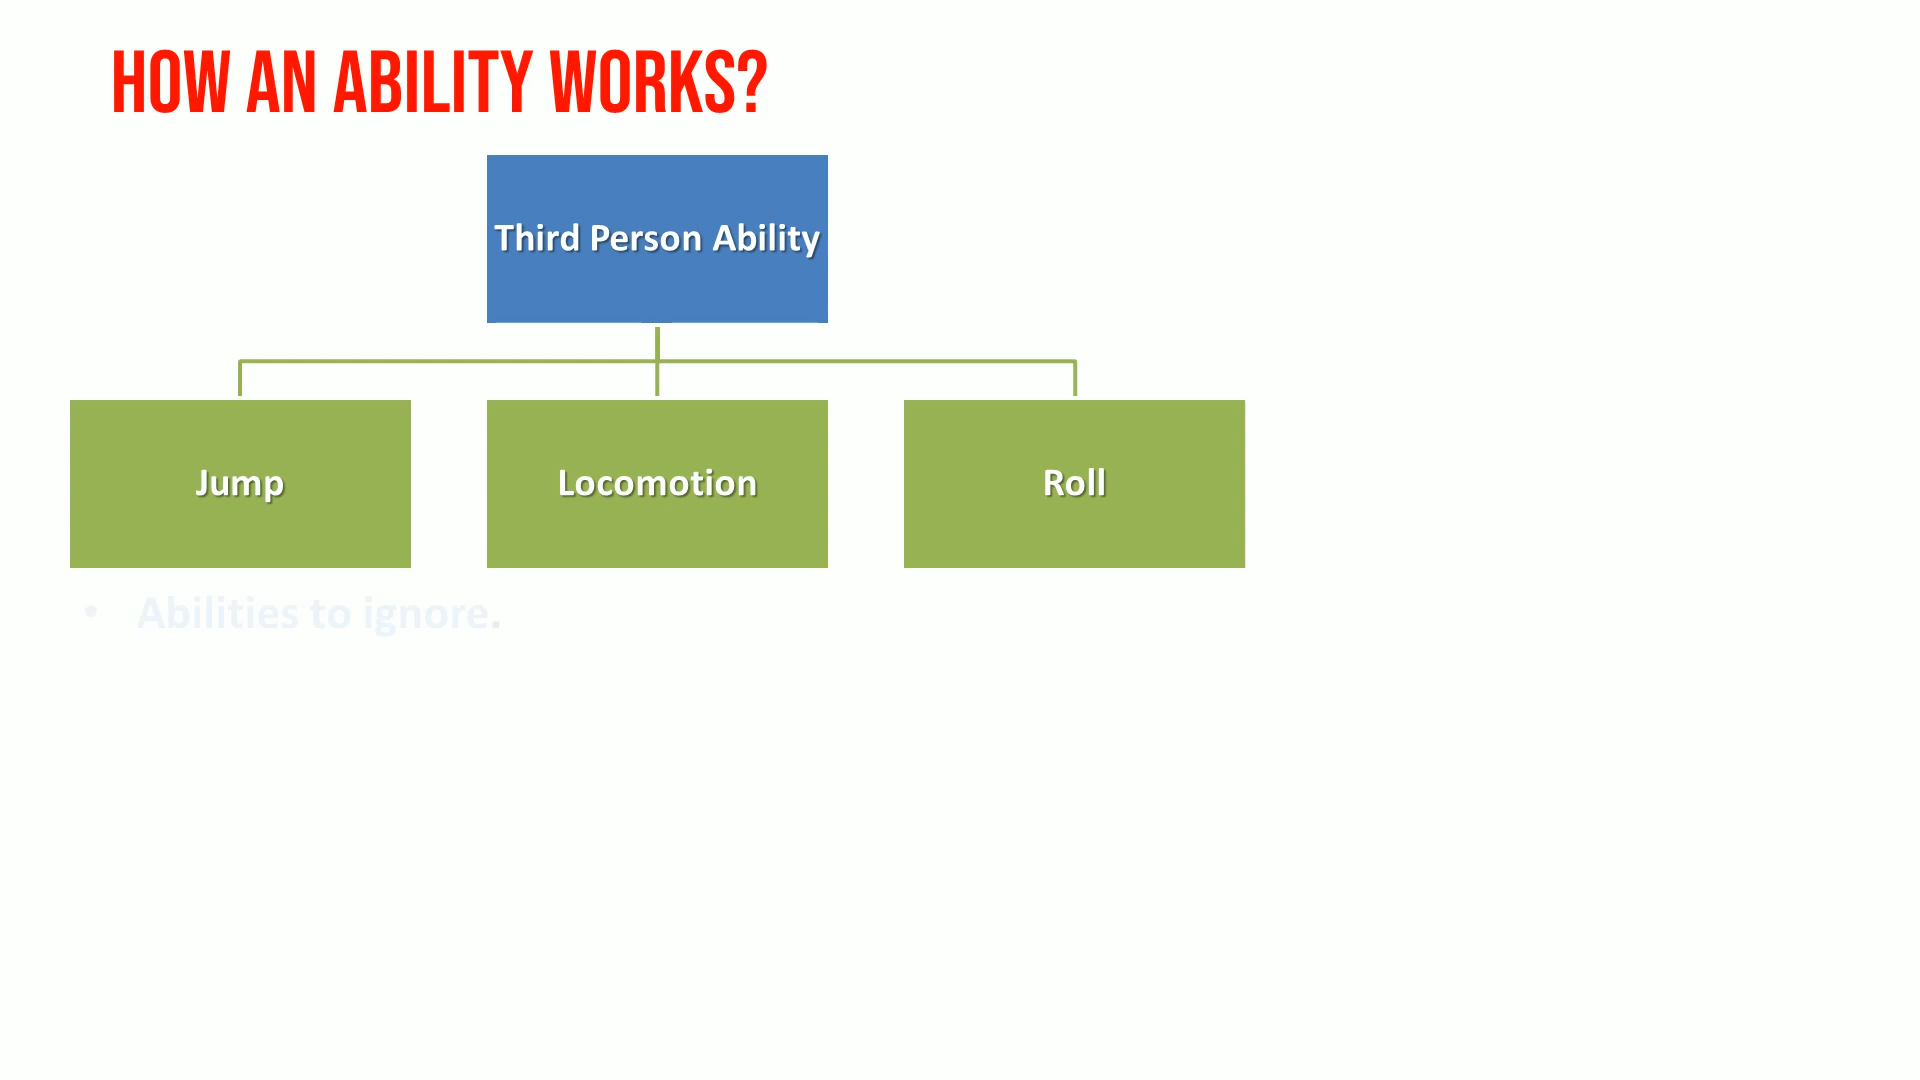 HOW AN ABILITY WORKS?
Third Person Ability
Jump
Locomotion
Roll
• Abilities to ignore.